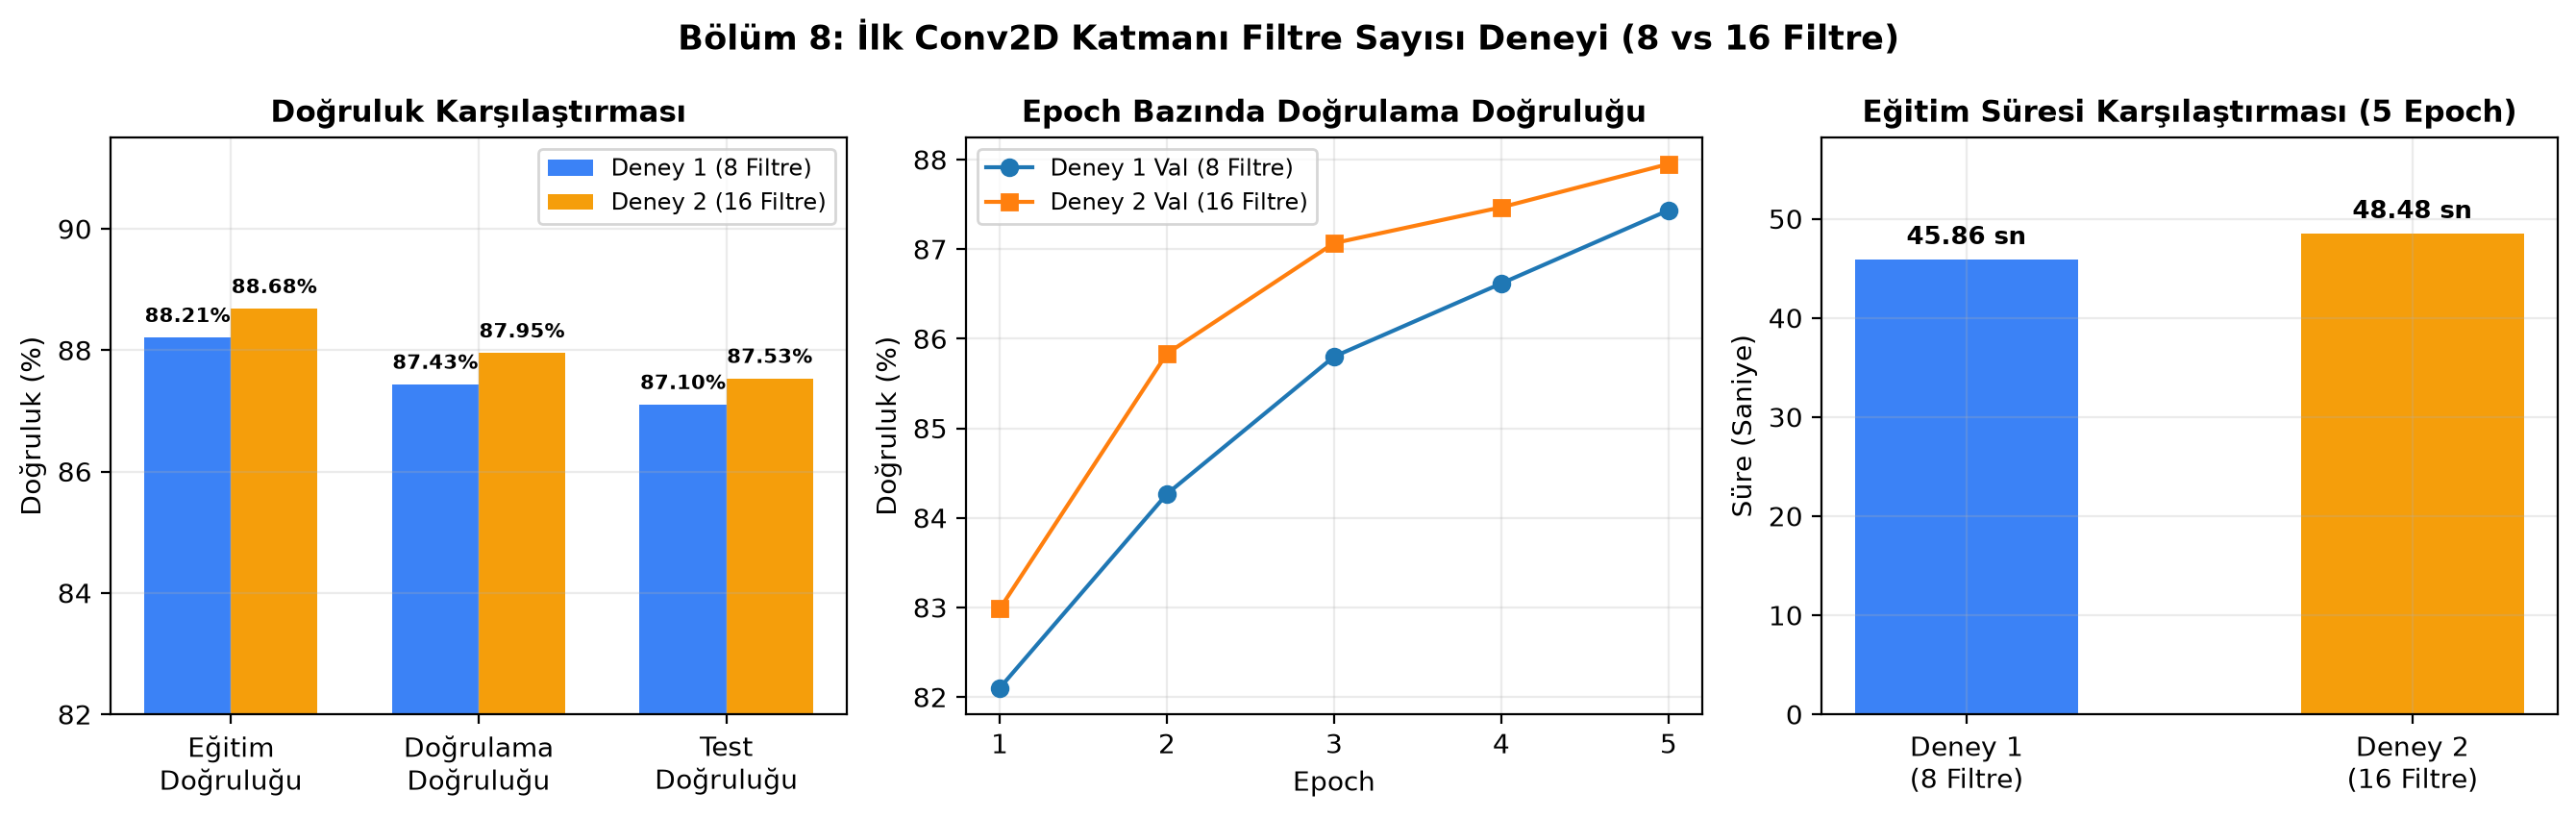 Bölüm 8: İlk Conv2D Katmanı Filtre Sayısı Deneyi (8 vs 16 Filtre)
Doğruluk Karşılaştırması
Doğruluk (%)
90
88
86
84
82
Deney 1 (8 Filtre)
Deney 2 (16 Filtre)
88.21%
88.68%
87.43%
87.95%
87.10%
87.53%
Eğitim
Doğruluğu
Doğrulama
Doğruluğu
Test
Doğruluğu
Epoch Bazında Doğrulama Doğruluğu
Doğruluk (%)
88
87
86
85
84
83
82
Deney 1 Val (8 Filtre)
Deney 2 Val (16 Filtre)
1
2
3
4
5
Epoch
Eğitim Süresi Karşılaştırması (5 Epoch)
Süre (Saniye)
50
40
30
20
10
0
45.86 sn
48.48 sn
Deney 1
(8 Filtre)
Deney 2
(16 Filtre)